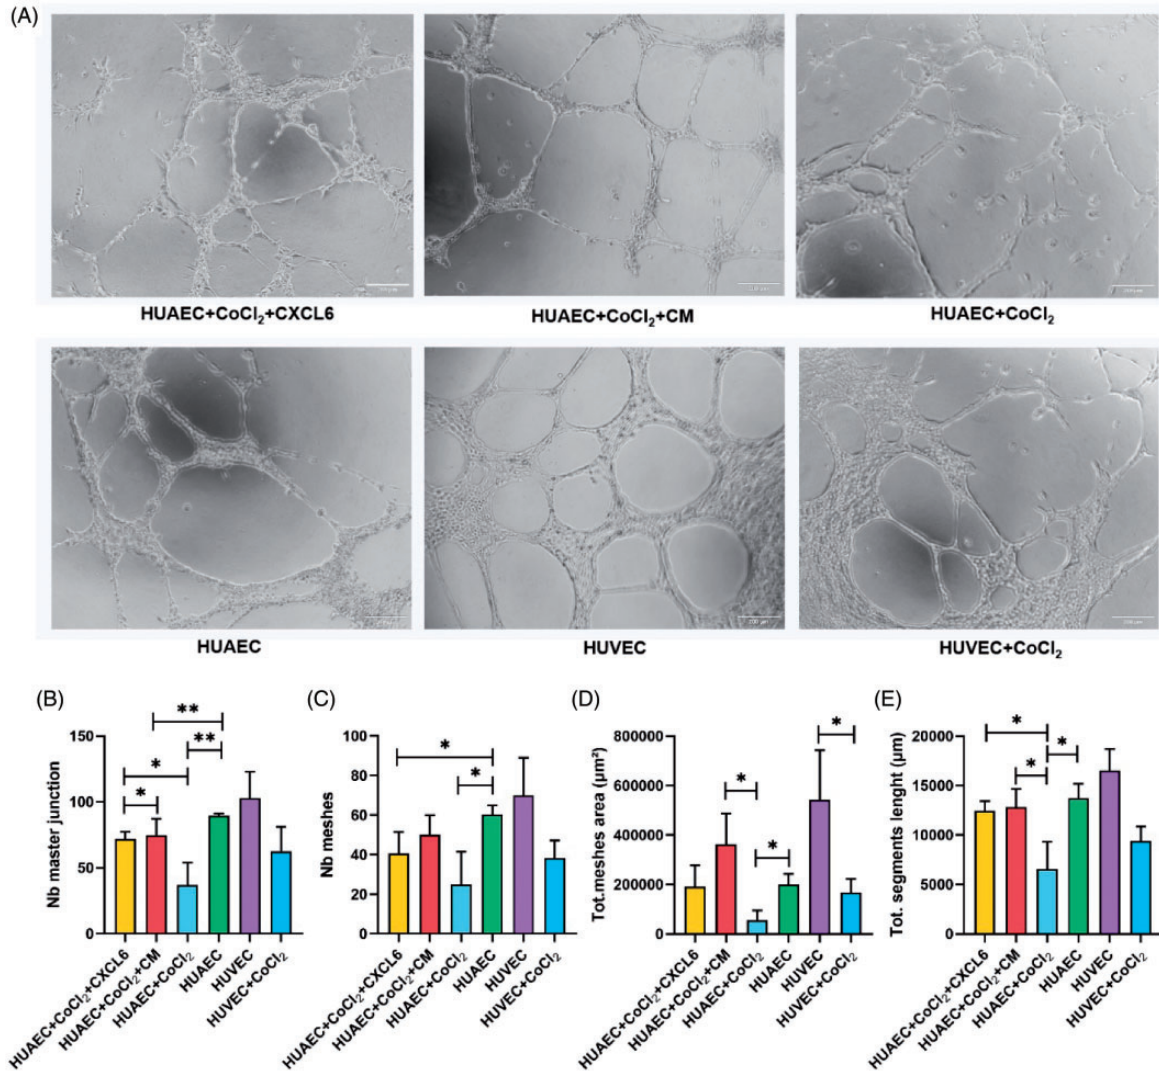 (A)
HUAEC+CoCl₂+CXCL6
HUAEC+CoCl₂+CM
HUAEC+CoCl₂
HUAEC
HUVEC
200 µm
HUVEC+CoCl₂
(B)
Nb master junction
150
100
50
0
**
**
*
*
HUAEC+CoCl₂+CXCL6
HUAEC+CoCl₂+CM
HUAEC+CoCl₂
HUAEC
HUVEC
HUVEC+CoCl₂
(C)
Nb meshes
100
80
60
40
20
0
*
*
HUAEC+CoCl₂+CXCL6
HUAEC+CoCl₂+CM
HUAEC+CoCl₂
HUAEC
HUVEC
HUVEC+CoCl₂
(D)
Tot.meshes area (µm²)
800000
600000
400000
200000
0
*
*
*
HUAEC+CoCl₂+CXCL6
HUAEC+CoCl₂+CM
HUAEC+CoCl₂
HUAEC
HUVEC
HUVEC+CoCl₂
(E)
Tot. segments lenght (µm)
20000
15000
10000
5000
0
*
*
*
HUAEC+CoCl₂+CXCL6
HUAEC+CoCl₂+CM
HUAEC+CoCl₂
HUAEC
HUVEC
HUVEC+CoCl₂